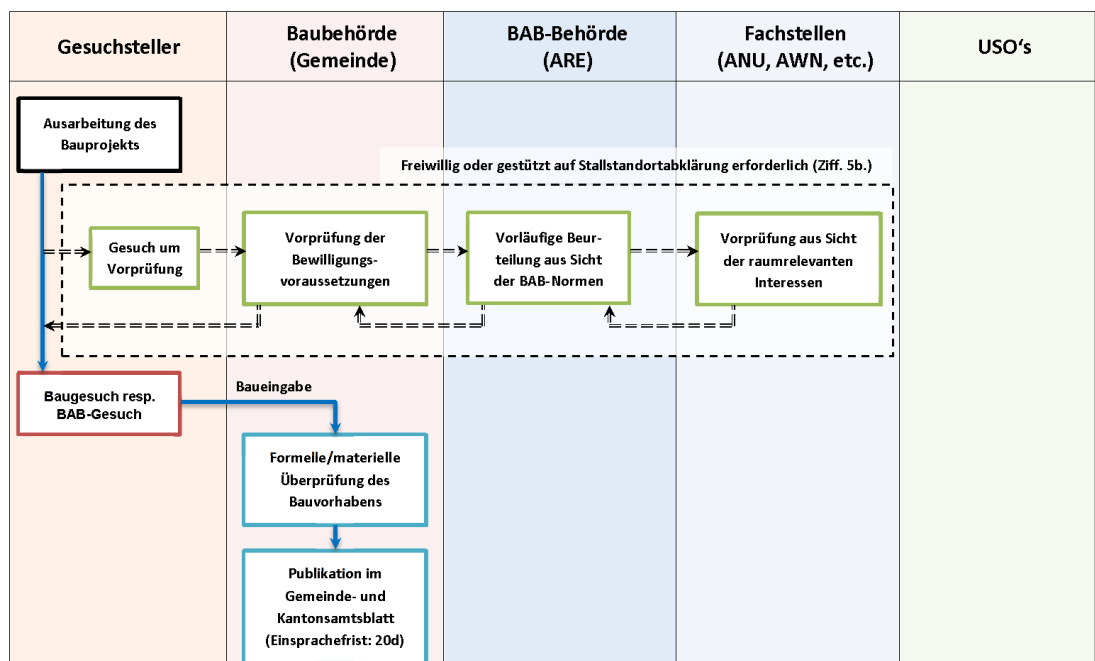 Gesuchsteller
Baubehörde
(Gemeinde)
BAB-Behörde
(ARE)
Fachstellen
(ANU, AWN, etc.)
USO‘s
Ausarbeitung des
Bauprojekts
Freiwillig oder gestützt auf Stallstandortabklärung erforderlich (Ziff. 5b.)
Gesuch um
Vorprüfung
Vorprüfung der
Bewilligungs-
voraussetzungen
Vorläufige Beur-
teilung aus Sicht
der BAB-Normen
Vorprüfung aus Sicht
der raumrelevanten
Interessen
Baugesuch resp.
BAB-Gesuch
Baueingabe
Formelle/materielle
Überprüfung des
Bauvorhabens
Publikation im
Gemeinde- und
Kantonsamtsblatt
(Einsprachefrist: 20d)